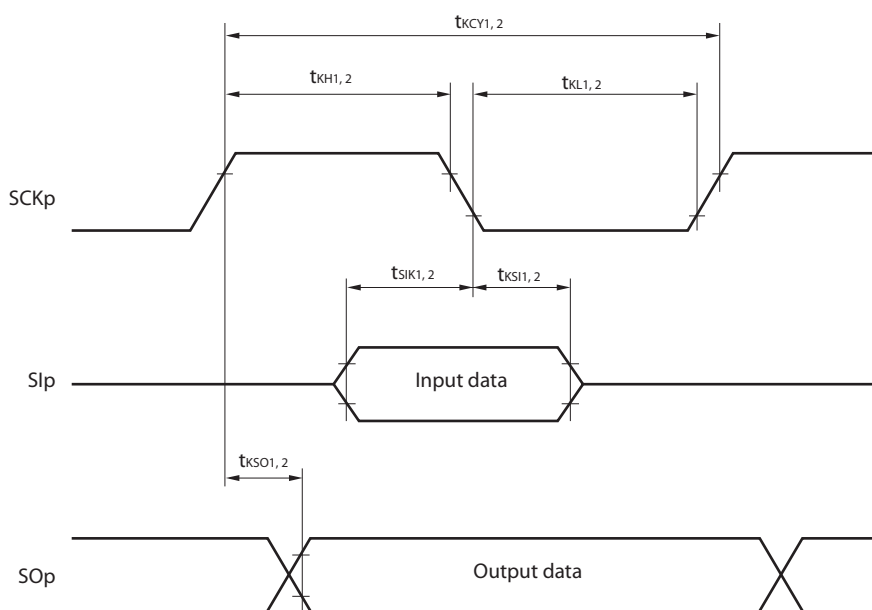 tKCY1, 2
tKH1, 2
tKL1, 2
SCKp
tSIK1, 2
tKSI1, 2
SIp
Input data
tKSO1, 2
SOp
Output data